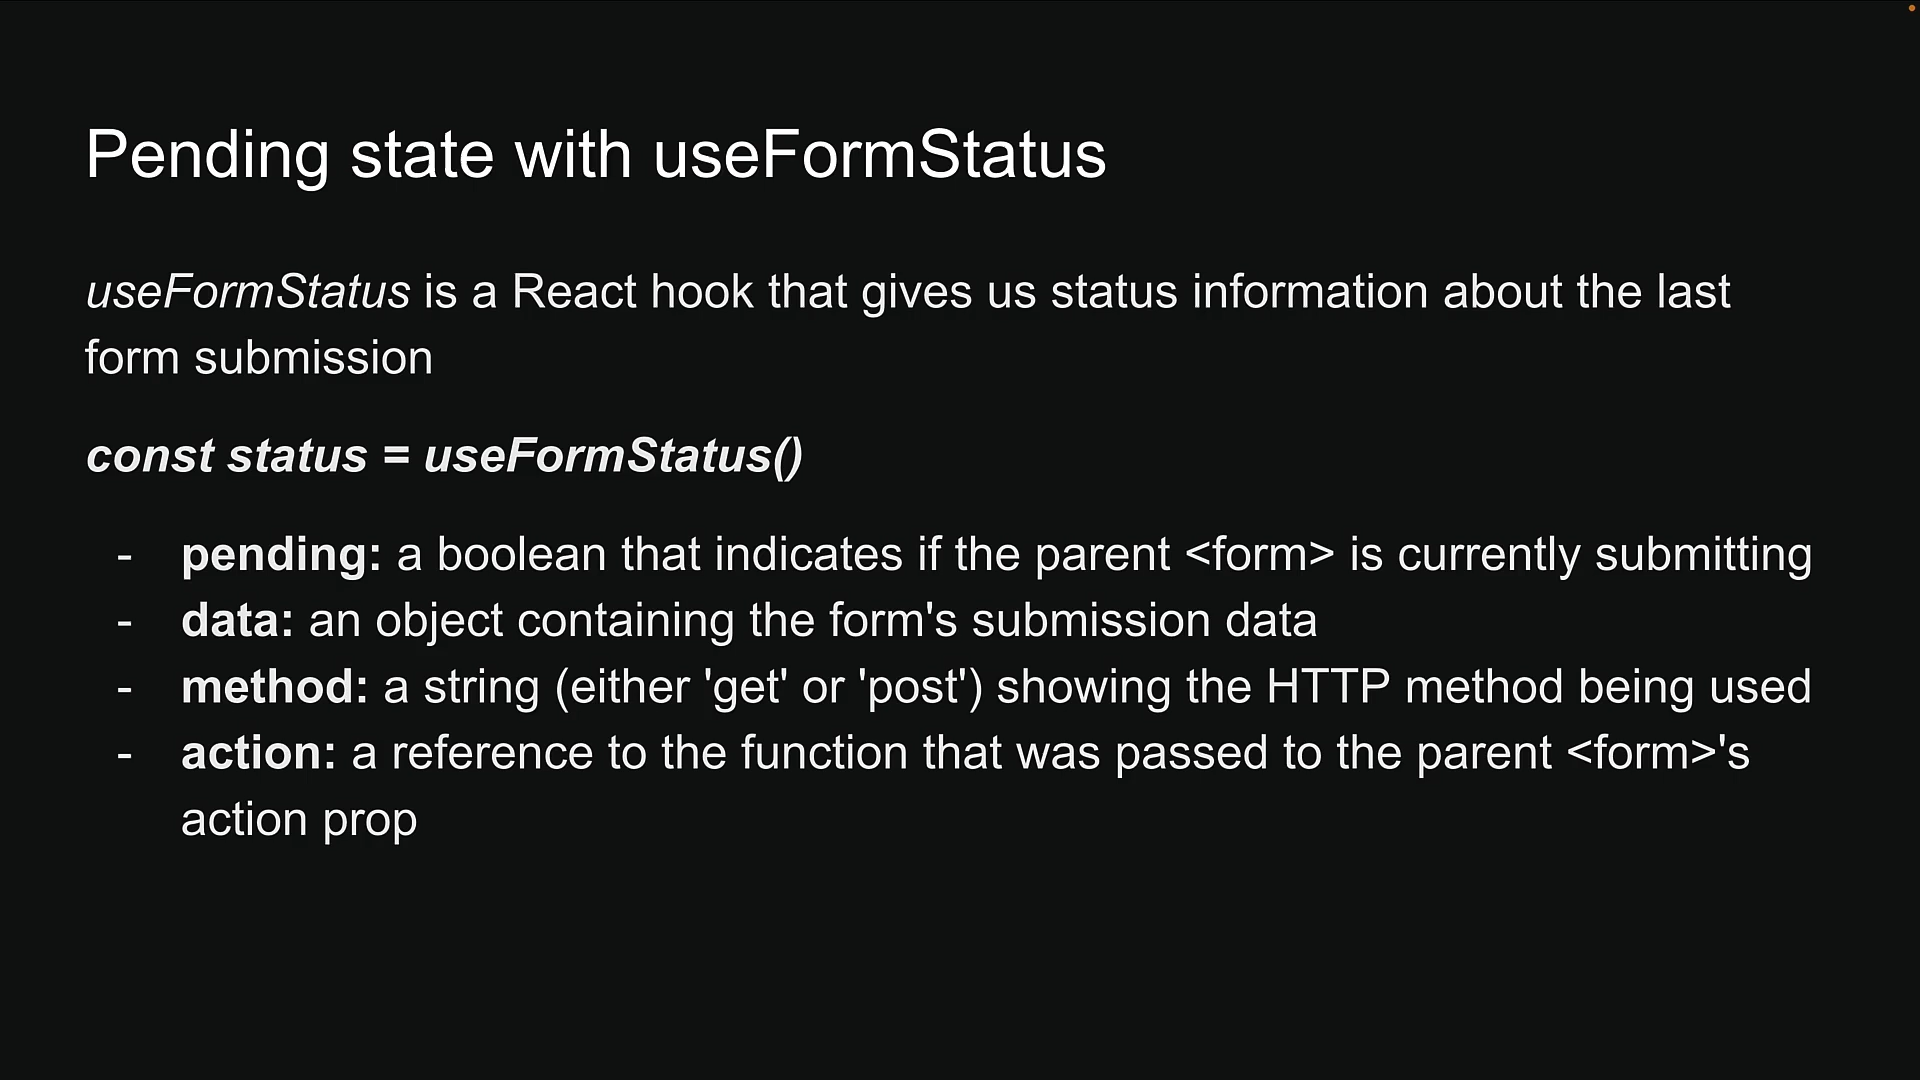 Pending state with useFormStatus
useFormStatus is a React hook that gives us status information about the last
form submission
const status = useFormStatus()
- pending: a boolean that indicates if the parent <form> is currently submitting
- data: an object containing the form's submission data
- method: a string (either 'get' or 'post') showing the HTTP method being used
- action: a reference to the function that was passed to the parent <form>'s
action prop